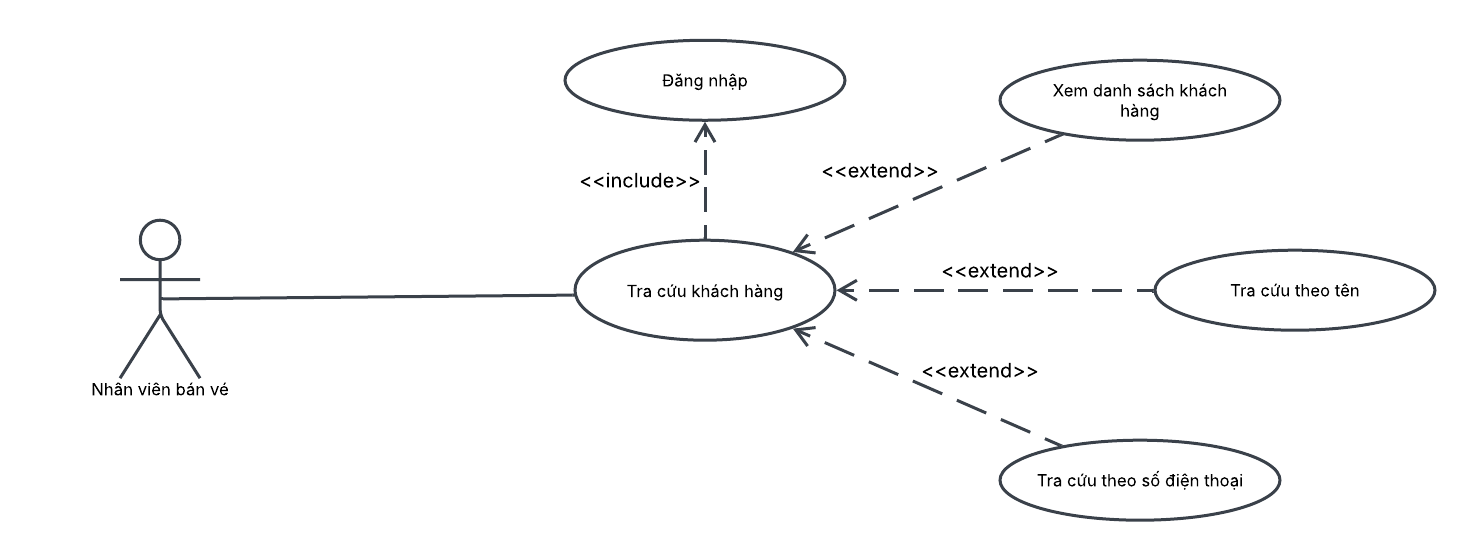 Đăng nhập
Xem danh sách khách
hàng
<<extend>>
<<include>>
<<extend>>
Tra cứu khách hàng
Tra cứu theo tên
<<extend>>
Nhân viên bán vé
Tra cứu theo số điện thoại